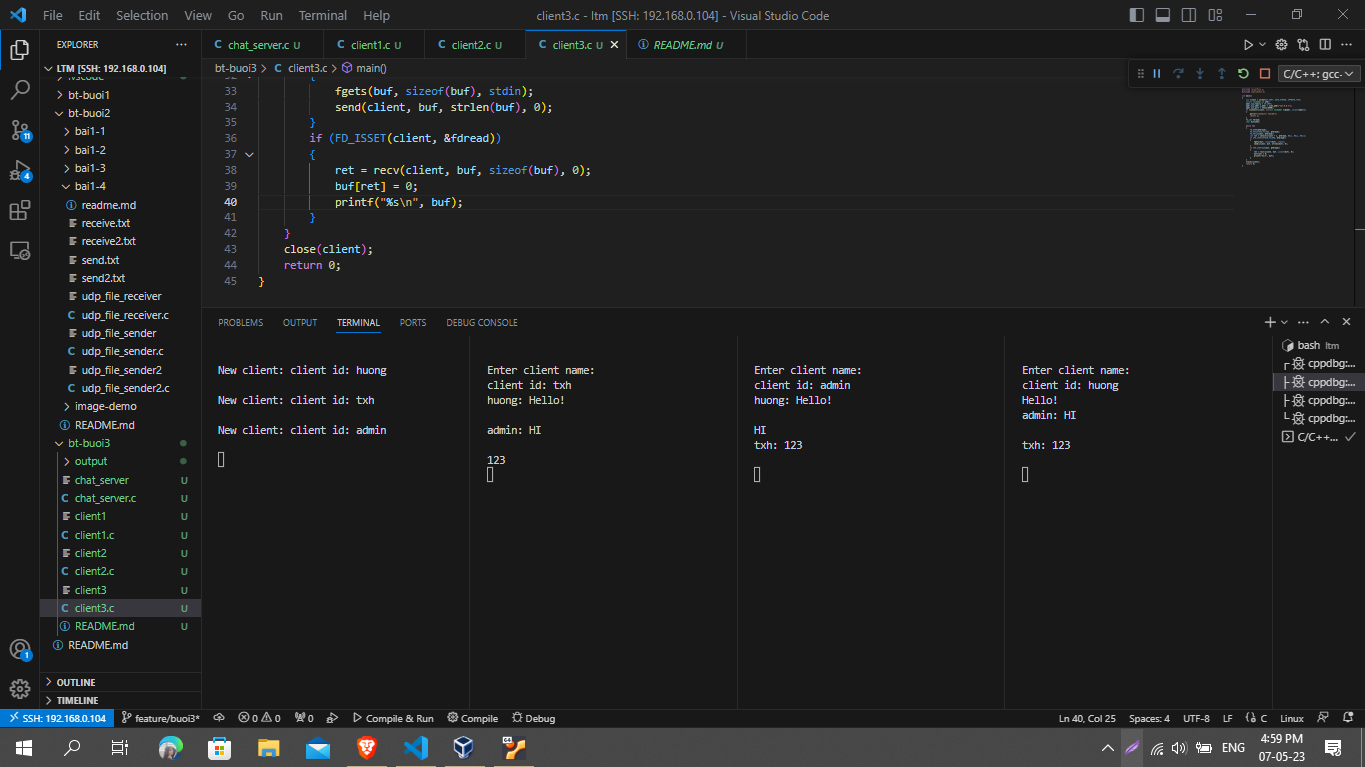 File Edit Selection View Go Run Terminal Help
client3.c - ltm [SSH: 192.168.0.104] - Visual Studio Code
EXPLORER
LTM [SSH: 192.168.0.104]
.vscode
bt-buoi1
bt-buoi2
bai1-1
bai1-2
bai1-3
bai1-4
readme.md
receive.txt
receive2.txt
send.txt
send2.txt
udp_file_receiver
C udp_file_receiver.c
udp_file_sender
C udp_file_sender.c
udp_file_sender2
C udp_file_sender2.c
image-demo
README.md
bt-buoi3
output
chat_server U
C chat_server.c U
client1 U
C client1.c U
client2 U
C client2.c U
client3 U
C client3.c U
README.md U
README.md
OUTLINE
TIMELINE
11
4
1
C chat_server.c U
C client1.c U
C client2.c U
C client3.c U
README.md U
bt-buoi3 > C client3.c > main()
C/C++: gcc-
32 {
33 fgets(buf, sizeof(buf), stdin);
34 send(client, buf, strlen(buf), 0);
35 }
36 if (FD_ISSET(client, &fdread))
37 {
38 ret = recv(client, buf, sizeof(buf), 0);
39 buf[ret] = 0;
40 printf("%s\n", buf);
41 }
42 }
43 close(client);
44 return 0;
45 }
PROBLEMS OUTPUT TERMINAL PORTS DEBUG CONSOLE
New client: client id: huong
New client: client id: txh
New client: client id: admin
Enter client name:
client id: txh
huong: Hello!
admin: HI
123
Enter client name:
client id: admin
huong: Hello!
HI
txh: 123
Enter client name:
client id: huong
Hello!
admin: HI
txh: 123
bash ltm
cppdbg:...
cppdbg:...
cppdbg:...
cppdbg:...
C/C++...
SSH: 192.168.0.104 feature/buoi3* 0 0 0 Compile & Run Compile Debug
Ln 40, Col 25 Spaces: 4 UTF-8 LF C Linux
ENG
4:59 PM
07-05-23